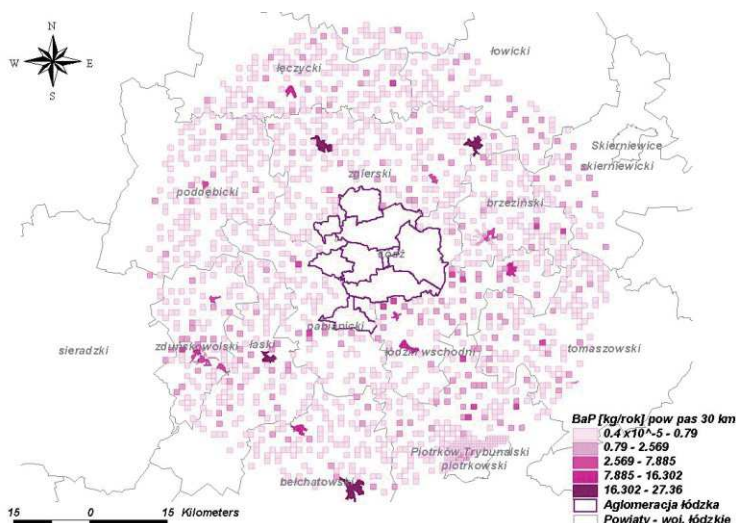 N
W E
S
łowicki
łęczycki
Skierniewice
skierniewicki
zgierski
poddębicki
brzeziński
Łódź
pabianicki
sieradzki
zduńskowolski
łaski
łódzki wschodni
tomaszowski
Piotrków Trybunalski
piotrkowski
bełchatowski
BaP [kg/rok] pow pas 30 km
0.4 x10^-5 - 0.79
0.79 - 2.569
2.569 - 7.885
7.885 - 16.302
16.302 - 27.36
Aglomeracja łódzka
Powiaty - woj. łódzkie
15 0 15 Kilometers